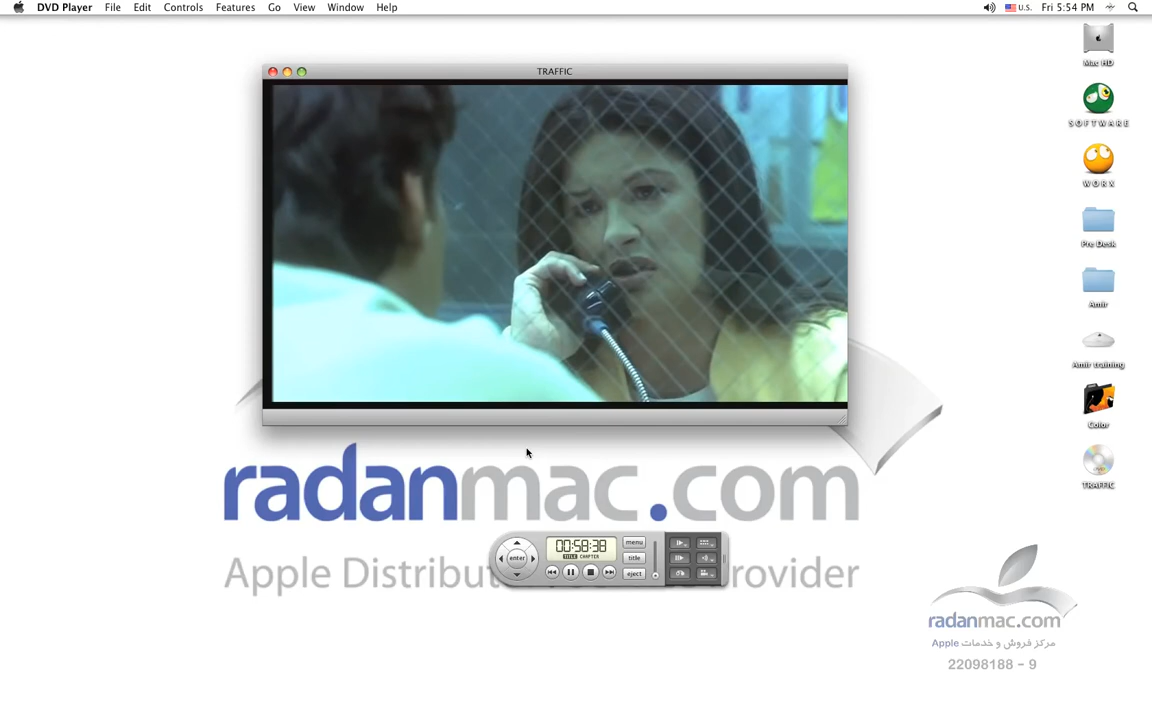 DVD Player File Edit Controls Features Go View Window Help U.S. Fri 5:54 PM
TRAFFIC
Mac HD
SOFTWARE
WORX
Pre Desk
Amir
Amir training
Color
TRAFFIC
radanmac.com
Apple Distribut rovider
00:58:38
TITLE CHAPTER
enter
menu
title
eject
radanmac.com
مرکز فروش و خدمات Apple
22098188 - 9